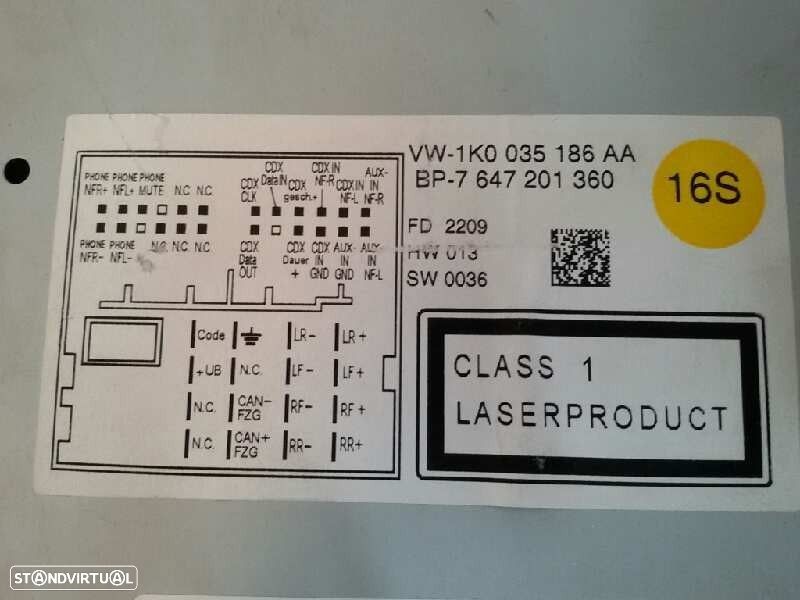 VW-1K0 035 186 AA
BP-7 647 201 360
16S
FD 2209
HW 013
SW 0036
CLASS 1
LASERPRODUCT
PHONE PHONE PHONE
NFR+ NFL+ MUTE N.C. N.C.
PHONE PHONE N.C. N.C. N.C.
NFR- NFL-
CDX CLK
CDX Data IN
CDX gesch.+
CDX IN NF-R
CDX IN NF-L
AUX- IN NF-R
CDX Data OUT
CDX Dauer +
CDX IN GND
AUX- IN GND
AUX- IN NF-L
Code LR- LR+
+UB N.C. LF- LF+
N.C. CAN- FZG RF- RF+
N.C. CAN+ FZG RR- RR+
STANDVIRTUAL